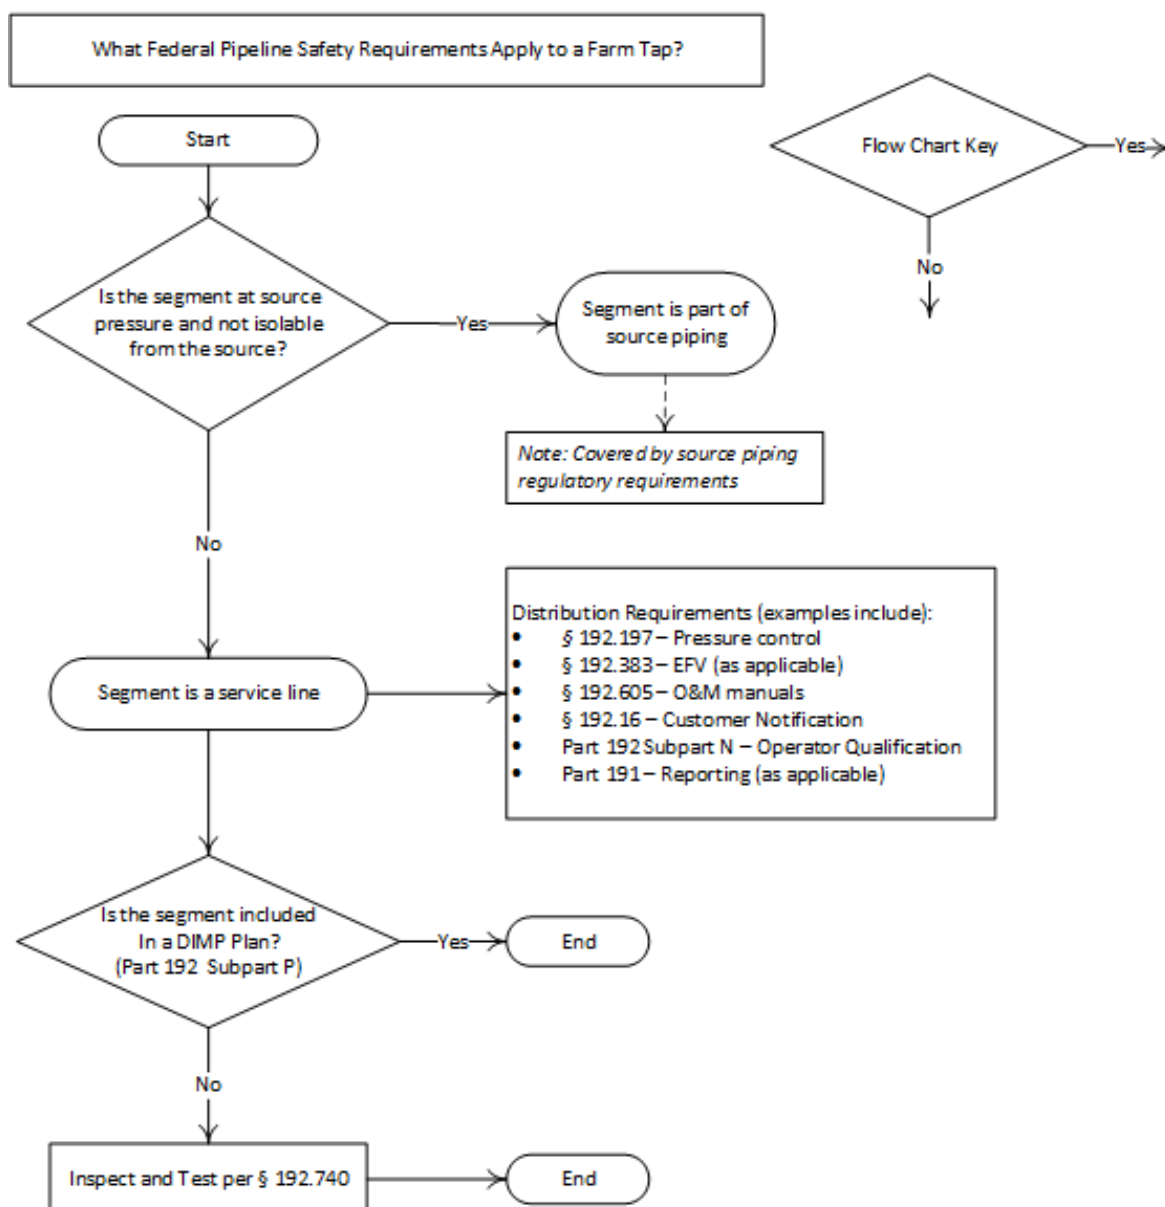 What Federal Pipeline Safety Requirements Apply to a Farm Tap?
Start
Flow Chart Key
Yes
No
Is the segment at source
pressure and not isolable
from the source?
Yes
Segment is part of
source piping
Note: Covered by source piping
regulatory requirements
No
Segment is a service line
Distribution Requirements (examples include):
• § 192.197 – Pressure control
• § 192.383 – EFV (as applicable)
• § 192.605 – O&M manuals
• § 192.16 – Customer Notification
• Part 192 Subpart N – Operator Qualification
• Part 191 – Reporting (as applicable)
Is the segment included
In a DIMP Plan?
(Part 192 Subpart P)
Yes
End
No
Inspect and Test per § 192.740
End